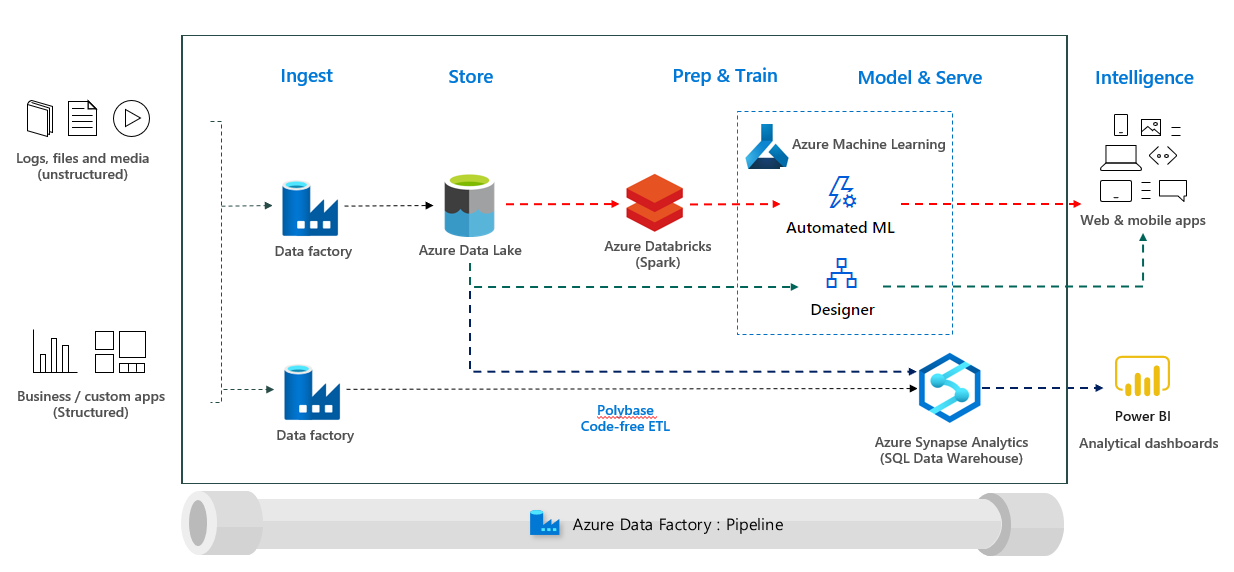 Ingest
Store
Prep & Train
Model & Serve
Intelligence
Logs, files and media
(unstructured)
Data factory
Azure Data Lake
Azure Databricks
(Spark)
Azure Machine Learning
Automated ML
Designer
Web & mobile apps
Business / custom apps
(Structured)
Data factory
Polybase
Code-free ETL
Azure Synapse Analytics
(SQL Data Warehouse)
Power BI
Analytical dashboards
Azure Data Factory : Pipeline